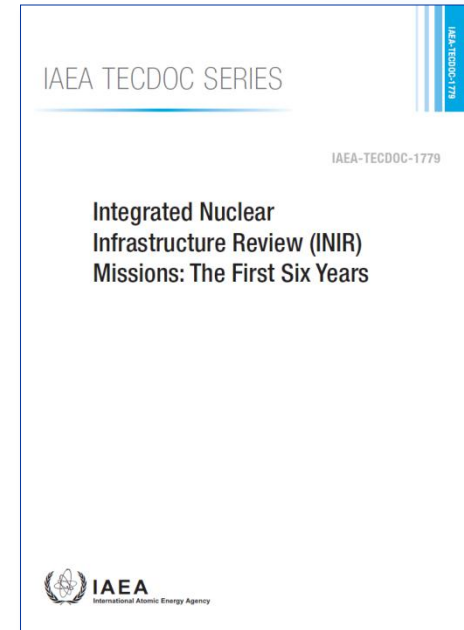 IAEA TECDOC SERIES
IAEA-TECDOC-1779
IAEA-TECDOC-1779
Integrated Nuclear
Infrastructure Review (INIR)
Missions: The First Six Years
IAEA
International Atomic Energy Agency